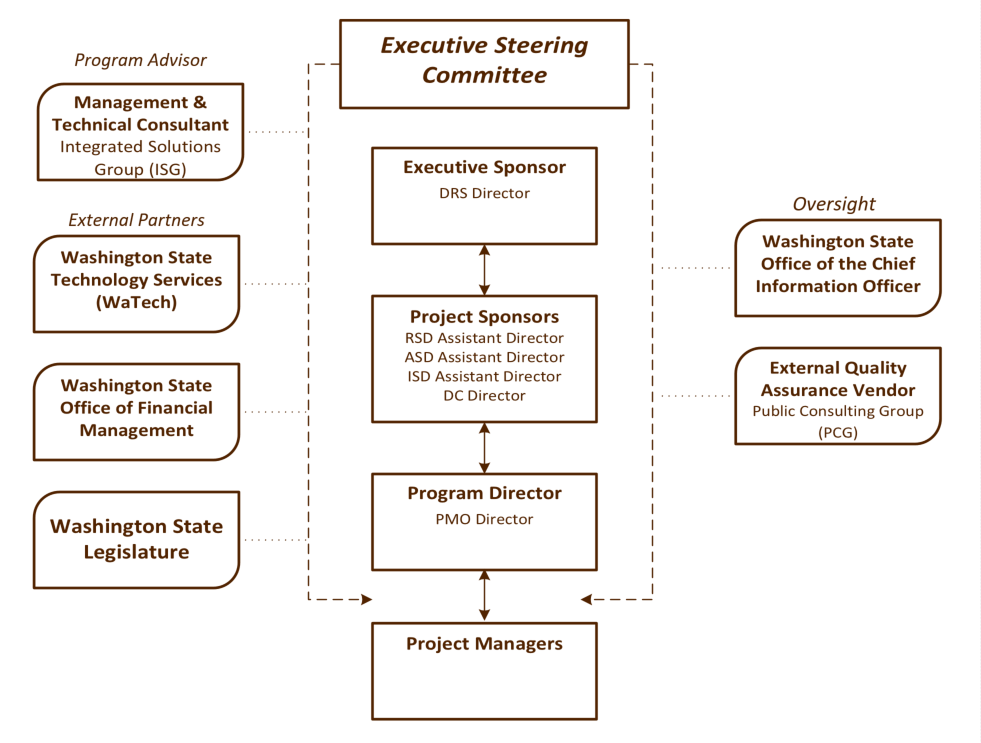 Executive Steering
Committee
Program Advisor
Management &
Technical Consultant
Integrated Solutions
Group (ISG)
External Partners
Washington State
Technology Services
(WaTech)
Washington State
Office of Financial
Management
Washington State
Legislature
Executive Sponsor
DRS Director
Project Sponsors
RSD Assistant Director
ASD Assistant Director
ISD Assistant Director
DC Director
Program Director
PMO Director
Project Managers
Oversight
Washington State
Office of the Chief
Information Officer
External Quality
Assurance Vendor
Public Consulting Group
(PCG)